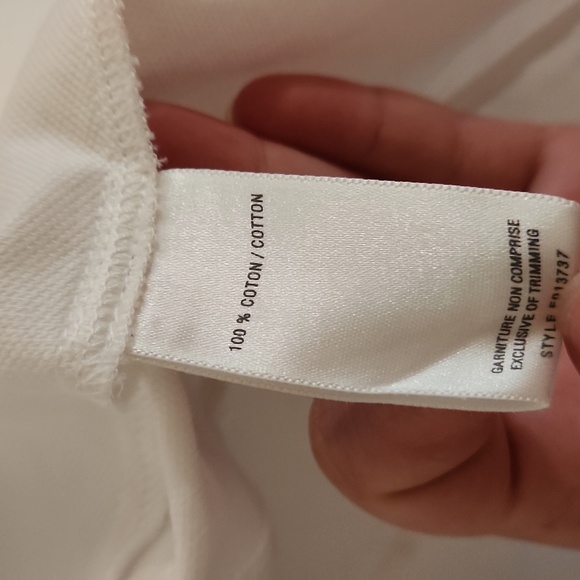 100 % COTON / COTTON
GARNITURE NON COMPRISE
EXCLUSIVE OF TRIMMING
STYLE